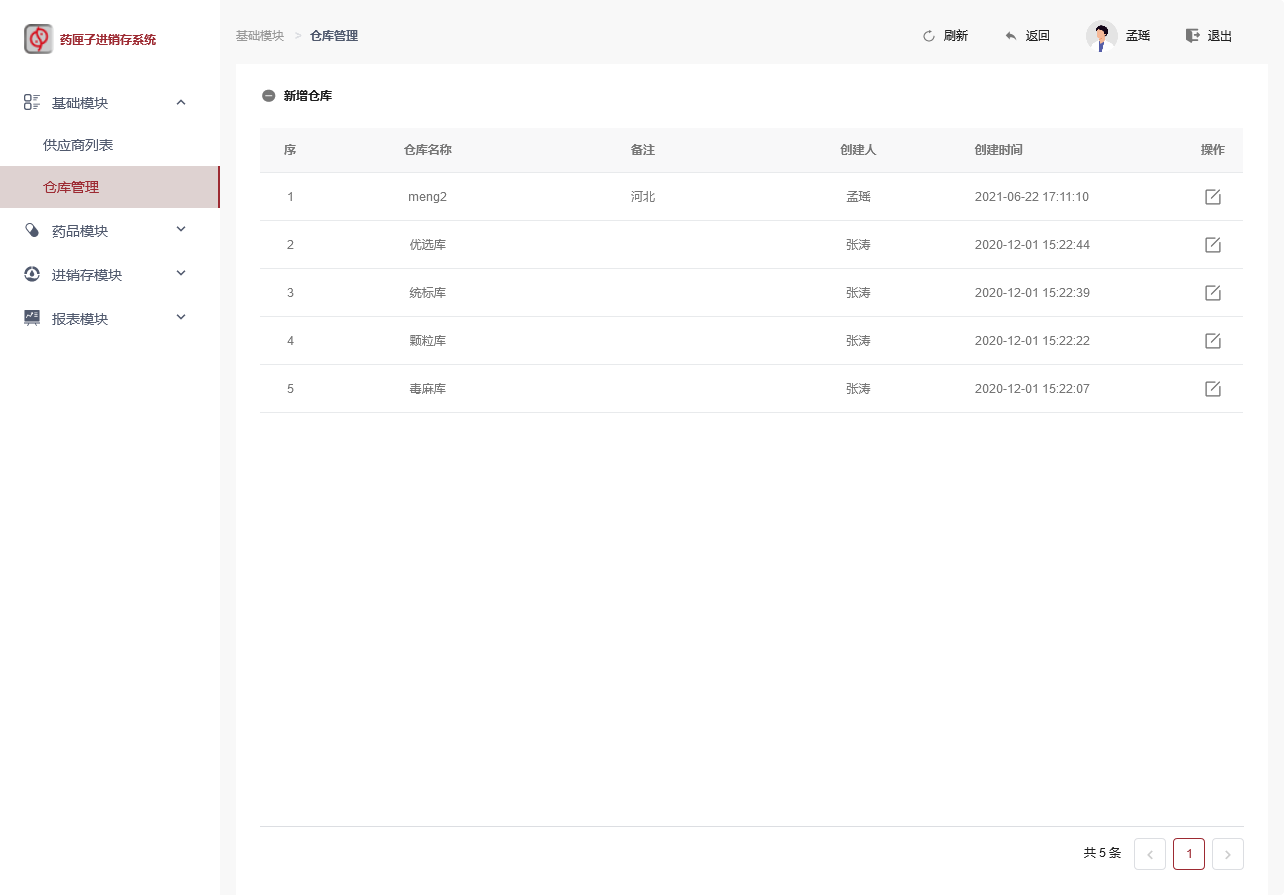 药匣子进销存系统
基础模块 > 仓库管理
刷新
返回
孟瑶
退出
基础模块
供应商列表
仓库管理
药品模块
进销存模块
报表模块
新增仓库
序 仓库名称 备注 创建人 创建时间 操作
1 meng2 河北 孟瑶 2021-06-22 17:11:10
2 优选库 张涛 2020-12-01 15:22:44
3 统标库 张涛 2020-12-01 15:22:39
4 颗粒库 张涛 2020-12-01 15:22:22
5 毒麻库 张涛 2020-12-01 15:22:07
共 5 条 < 1 >